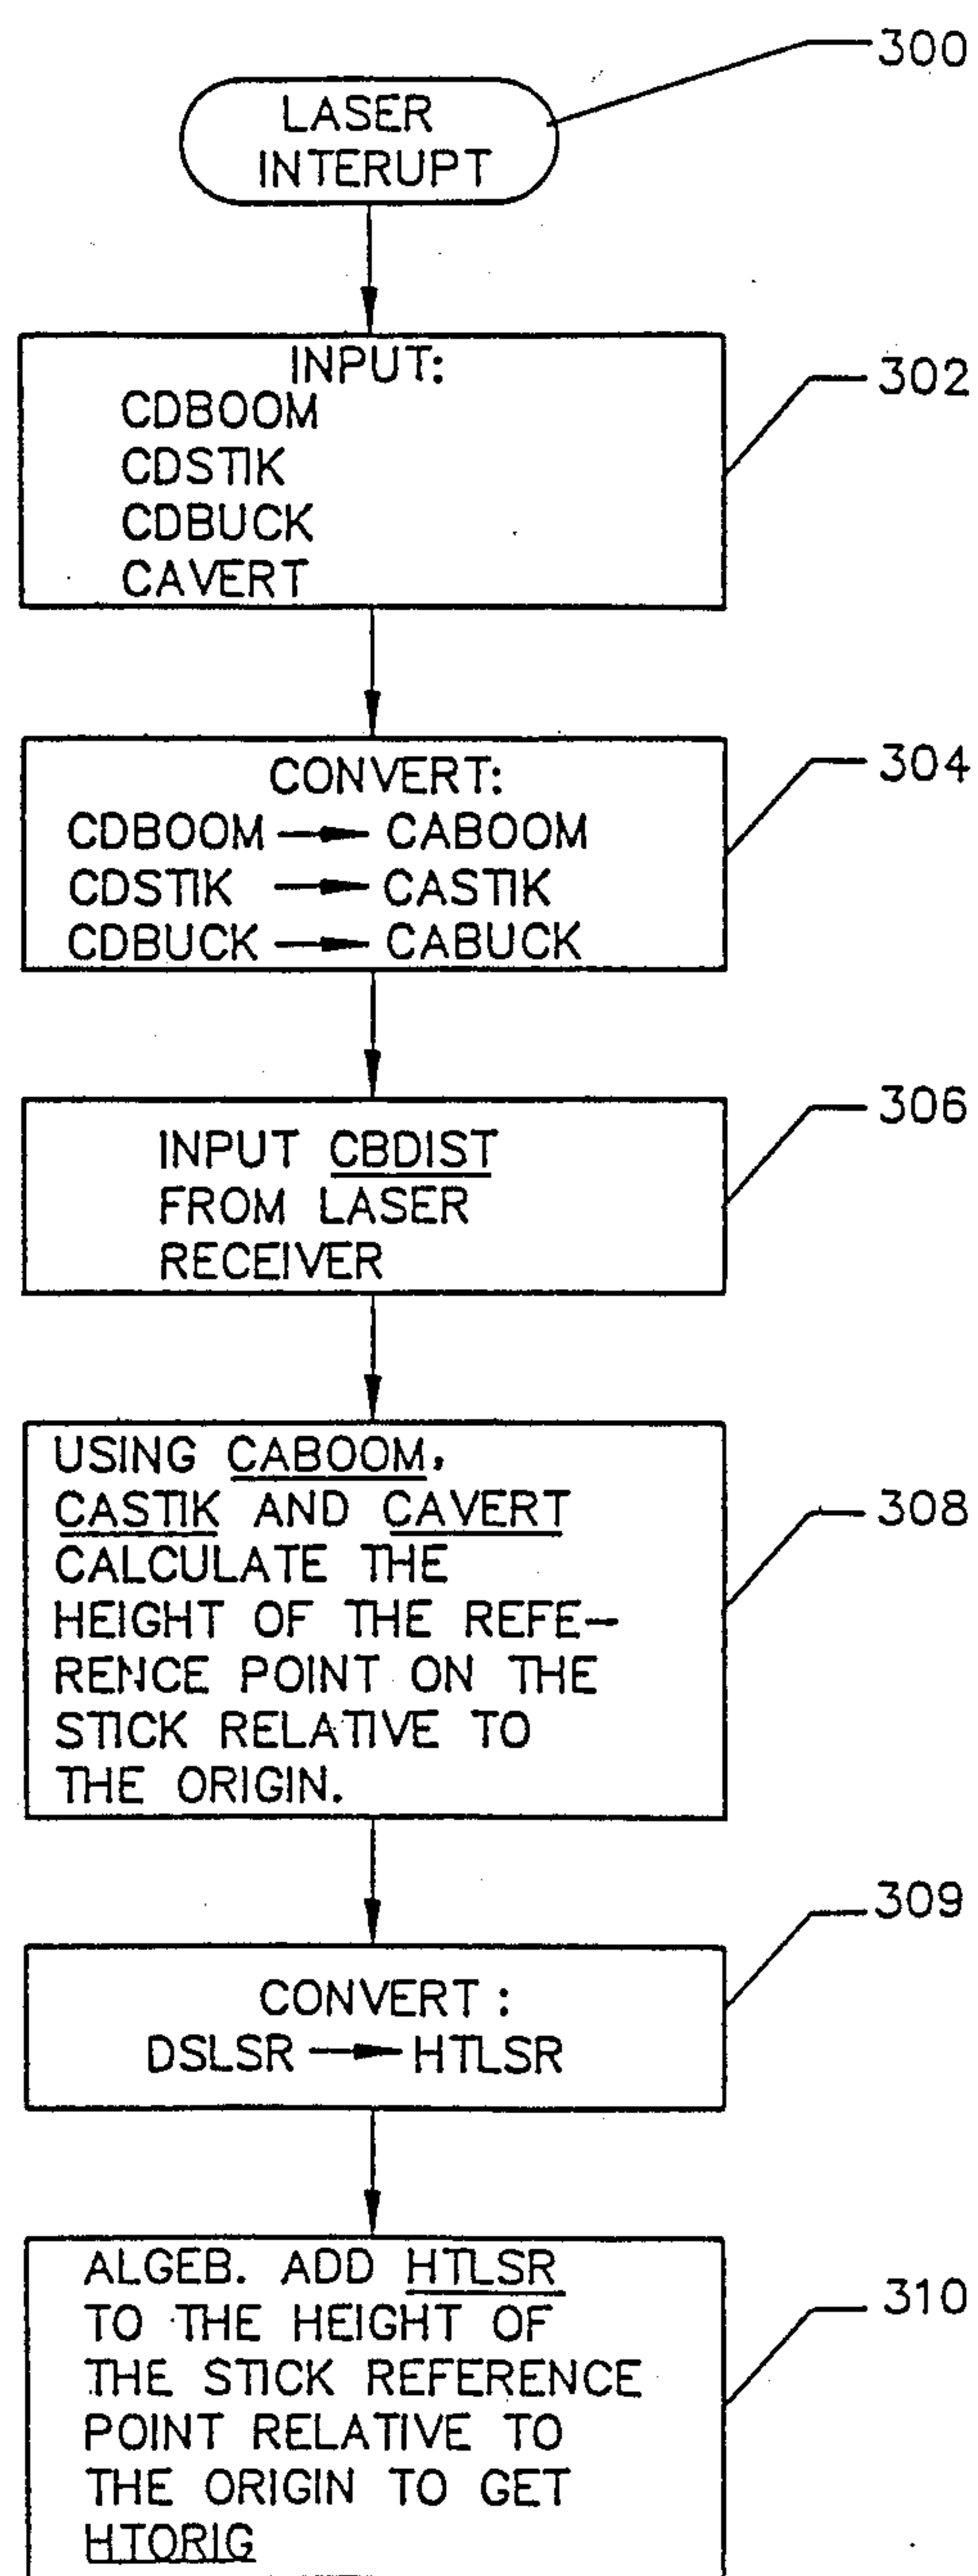 300
LASER
INTERUPT
INPUT:
302
CDBOOM
CDSTIK
CDBUCK
CAVERT
CONVERT:
304
CDBOOM → CABOOM
CDSTIK → CASTIK
CDBUCK → CABUCK
306
INPUT CBDIST
FROM LASER
RECEIVER
USING CABOOM,
CASTIK AND CAVERT
308
CALCULATE THE
HEIGHT OF THE REFE-
RENCE POINT ON THE
STICK RELATIVE TO
THE ORIGIN.
309
CONVERT :
DSLSR → HTLSR
ALGEB. ADD HTLSR
310
TO THE HEIGHT OF
THE STICK REFERENCE
POINT RELATIVE TO
THE ORIGIN TO GET
HTORIG